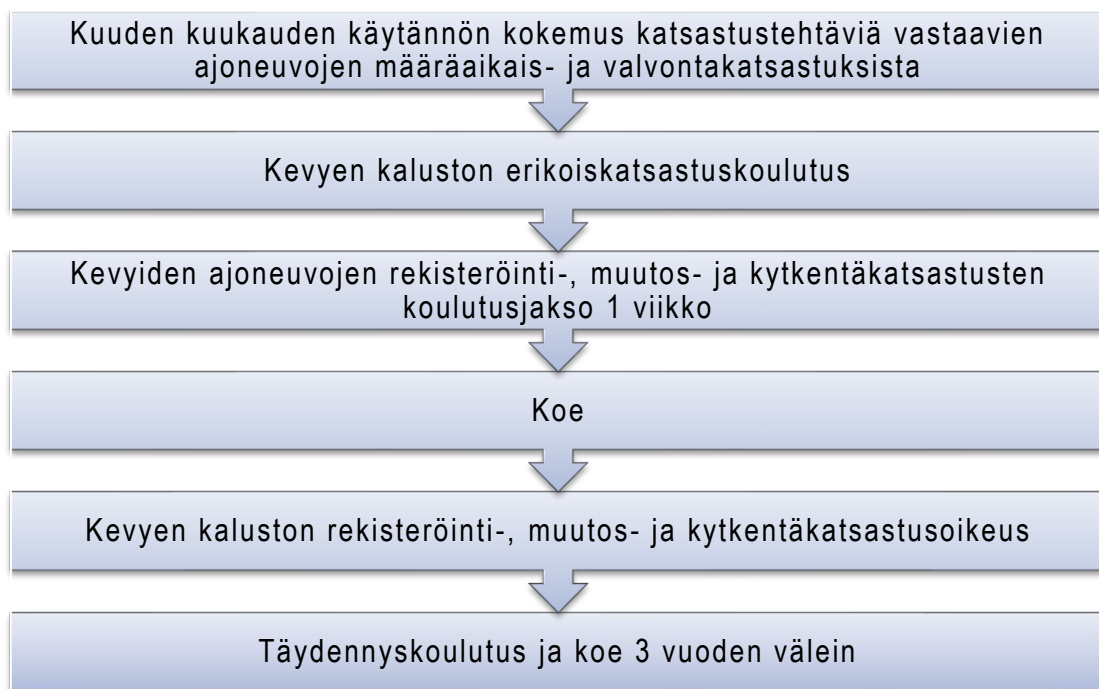 Kuuden kuukauden käytännön kokemus katsastustehtäviä vastaavien
ajoneuvojen määräaikais- ja valvontakatsastuksista
Kevyen kaluston erikoiskatsastuskoulutus
Kevyiden ajoneuvojen rekisteröinti-, muutos- ja kytkentäkatsastusten
koulutusjakso 1 viikko
Koe
Kevyen kaluston rekisteröinti-, muutos- ja kytkentäkatsastusoikeus
Täydennyskoulutus ja koe 3 vuoden välein